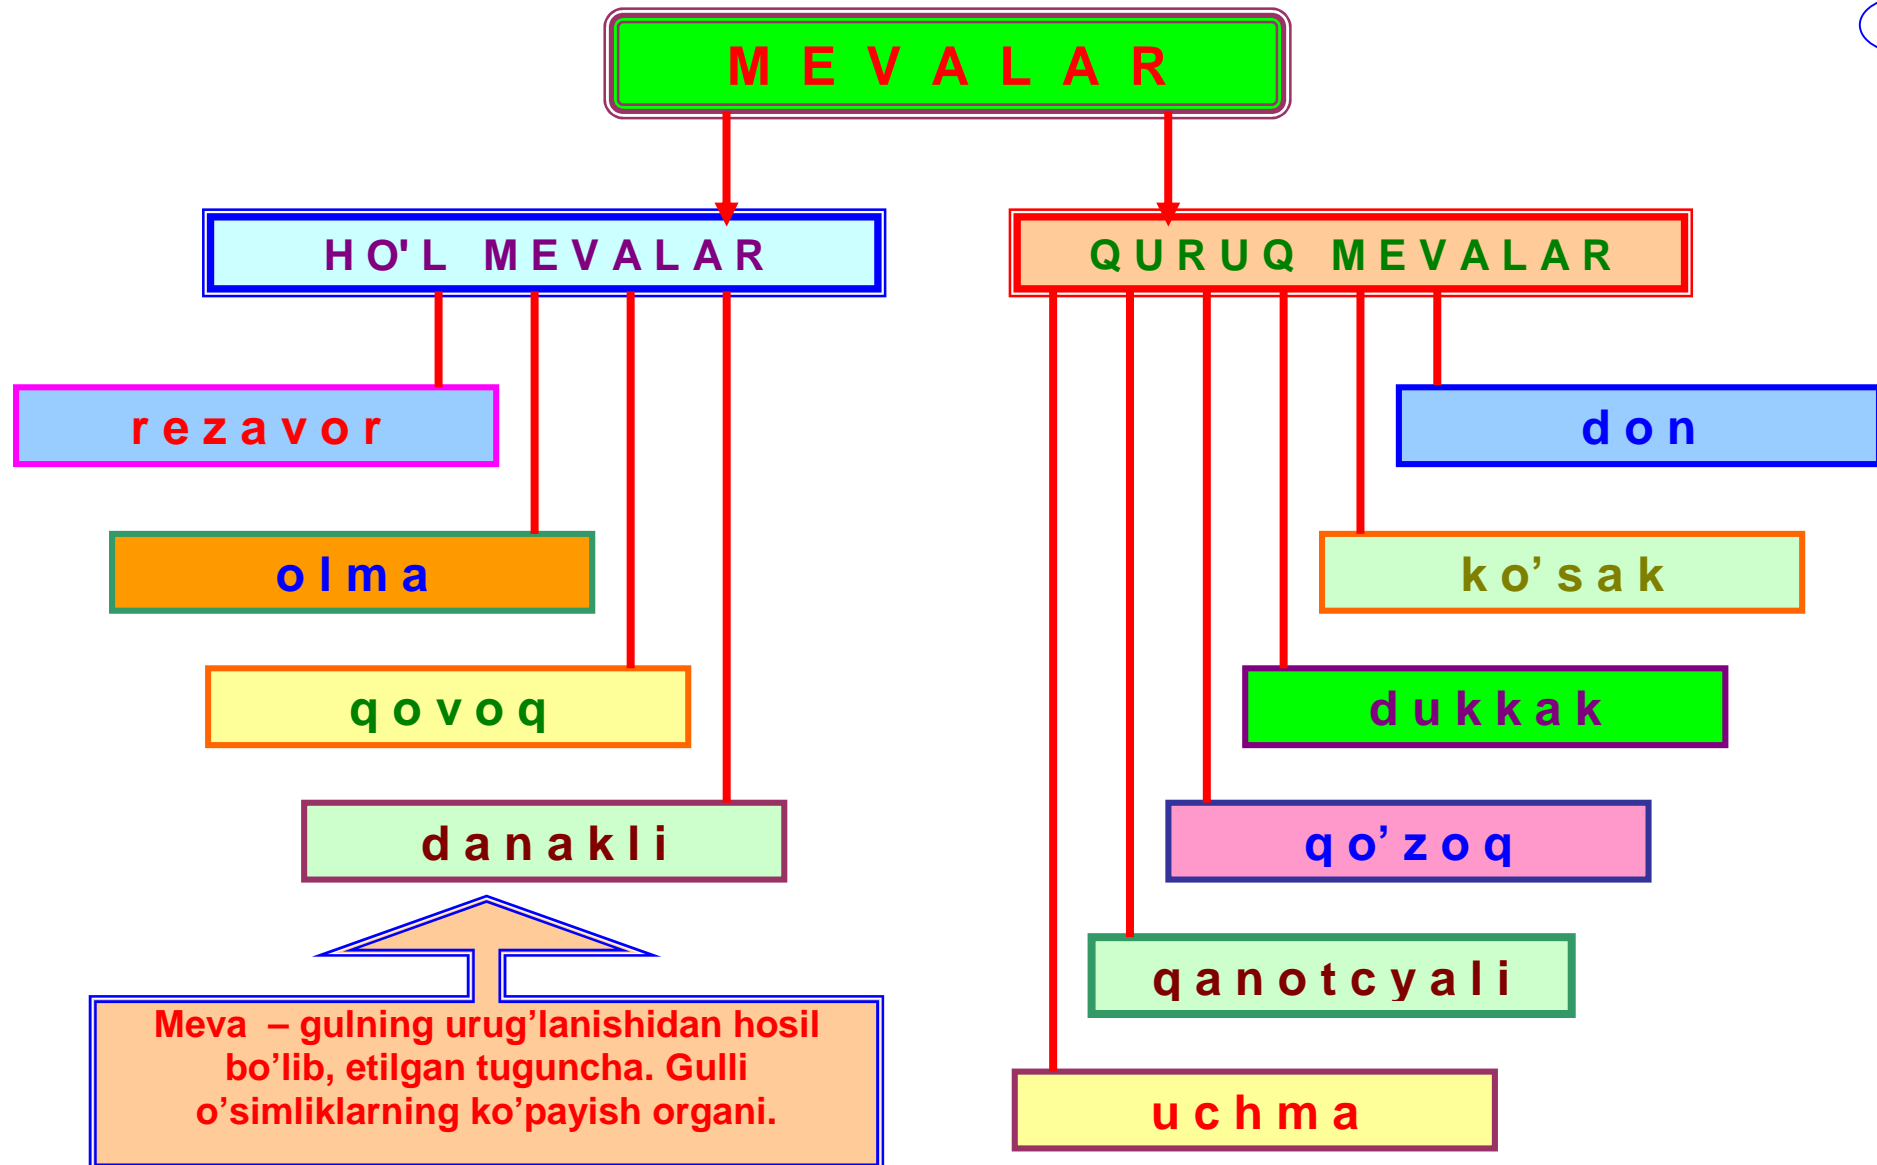 MEVALAR
HO'L MEVALAR
QURUQ MEVALAR
rezavor
don
olma
ko’sak
qovoq
dukkak
danakli
qo’zoq
qanotcyali
Meva – gulning urug’lanishidan hosil
bo’lib, etilgan tuguncha. Gulli
o’simliklarning ko’payish organi.
uchma